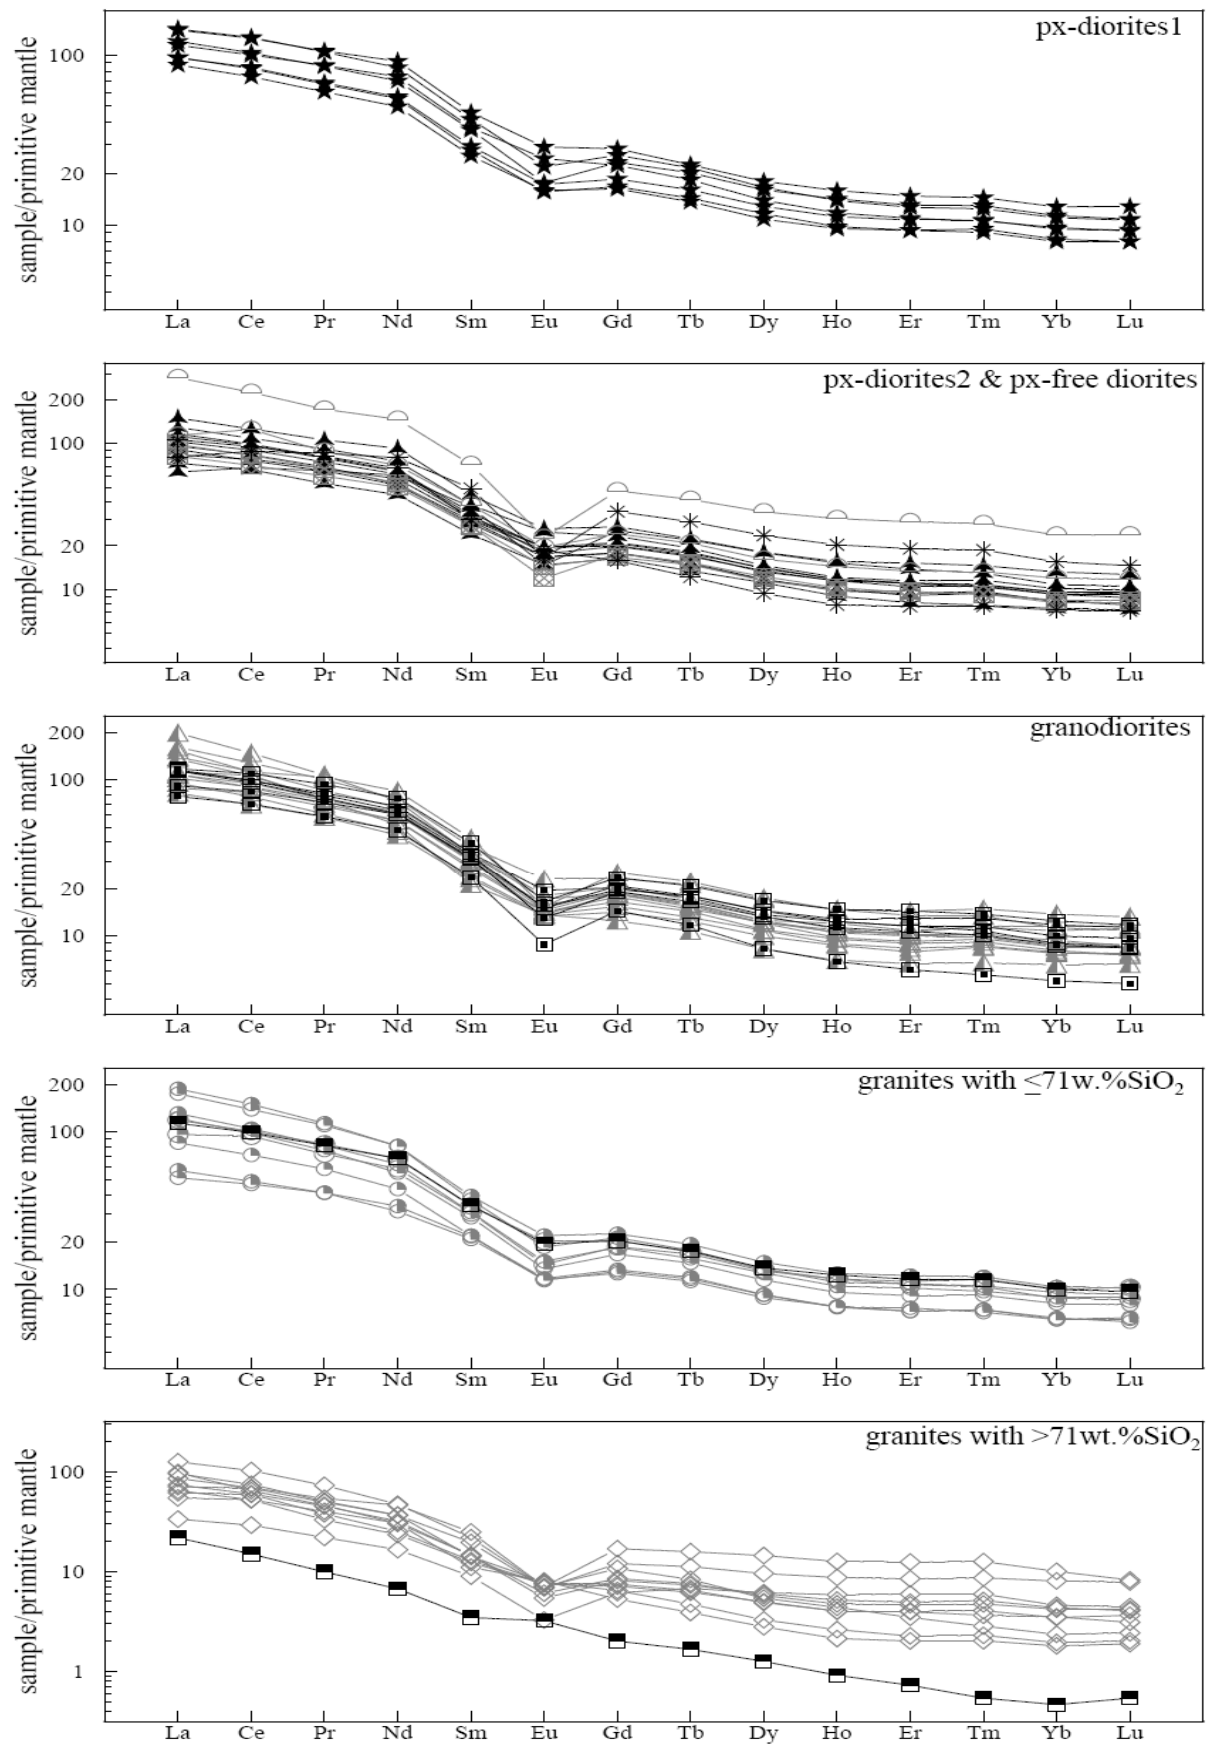 px-diorites1
sample/primitive mantle
100
20
10
La Ce Pr Nd Sm Eu Gd Tb Dy Ho Er Tm Yb Lu
px-diorites2 & px-free diorites
sample/primitive mantle
200
100
20
10
La Ce Pr Nd Sm Eu Gd Tb Dy Ho Er Tm Yb Lu
granodiorites
sample/primitive mantle
200
100
20
10
La Ce Pr Nd Sm Eu Gd Tb Dy Ho Er Tm Yb Lu
granites with ≤71w.%SiO₂
sample/primitive mantle
200
100
20
10
La Ce Pr Nd Sm Eu Gd Tb Dy Ho Er Tm Yb Lu
granites with >71wt.%SiO₂
sample/primitive mantle
100
10
1
La Ce Pr Nd Sm Eu Gd Tb Dy Ho Er Tm Yb Lu